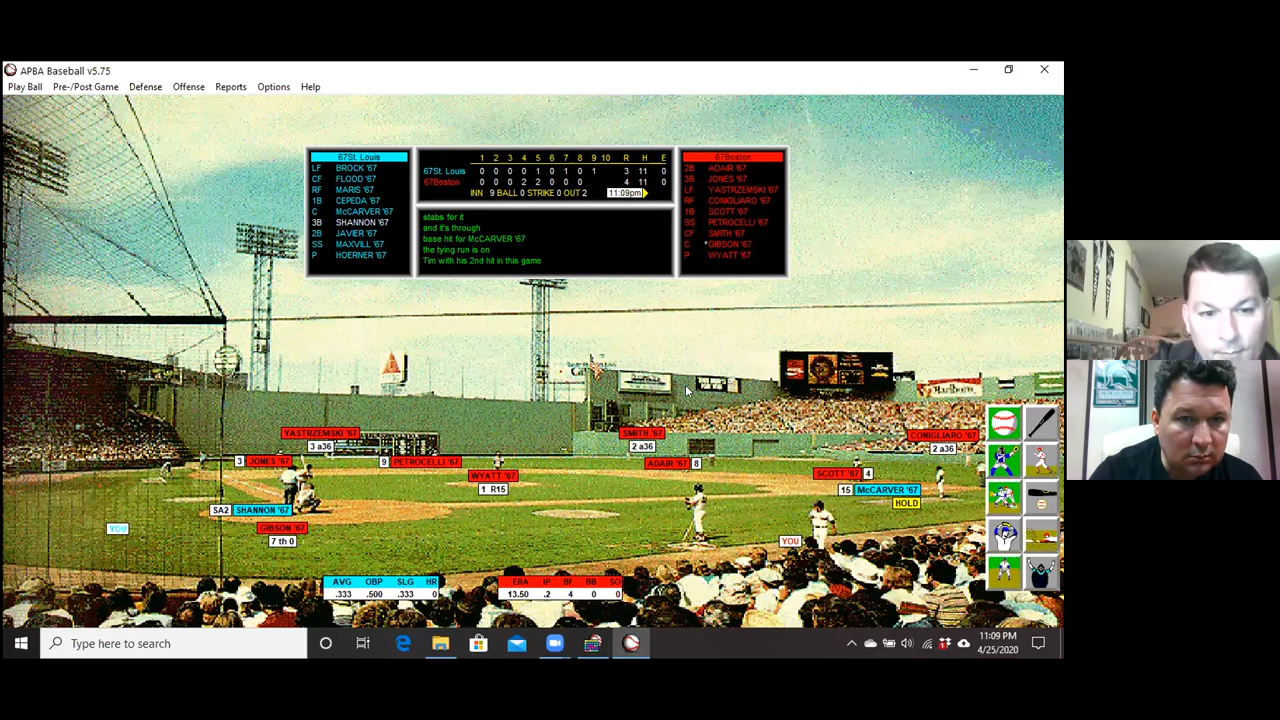 APBA Baseball v5.75
Play Ball Pre-/Post Game Defense Offense Reports Options Help
67St. Louis
LF BROCK '67
CF FLOOD '67
RF MARIS '67
1B CEPEDA '67
C McCARVER '67
3B SHANNON '67
2B JAVIER '67
SS MAXVILL '67
P HOERNER '67
1 2 3 4 5 6 7 8 9 10 R H E
67St. Louis 0 0 0 0 1 0 1 0 1 3 11 0
67Boston 0 0 0 2 2 0 0 0 4 11 0
INN 9 BALL 0 STRIKE 0 OUT 2 11:09pm
stabs for it
and it's through
base hit for McCARVER '67
the tying run is on
Tim with his 2nd hit in this game
67Boston
2B ADAIR '67
3B JONES '67
LF YASTRZEMSKI '67
RF CONIGLIARO '67
1B SCOTT '67
SS PETROCELLI '67
CF SMITH '67
C *GIBSON '67
P WYATT '67
YASTRZEMSKI '67
3 a36
SMITH '67
2 a36
CONIGLIARO '67
2 a36
3 JONES '67
9 PETROCELLI '67
ADAIR '67 8
WYATT '67
1 R15
SCOTT '67 4
15 McCARVER '67
HOLD
SA2 SHANNON '67
GIBSON '67
7 th 0
YOU
YOU
AVG OBP SLG HR
.333 .500 .333 0
ERA IP BF BB SO
13.50 .2 4 0 0
Type here to search
11:09 PM
4/25/2020